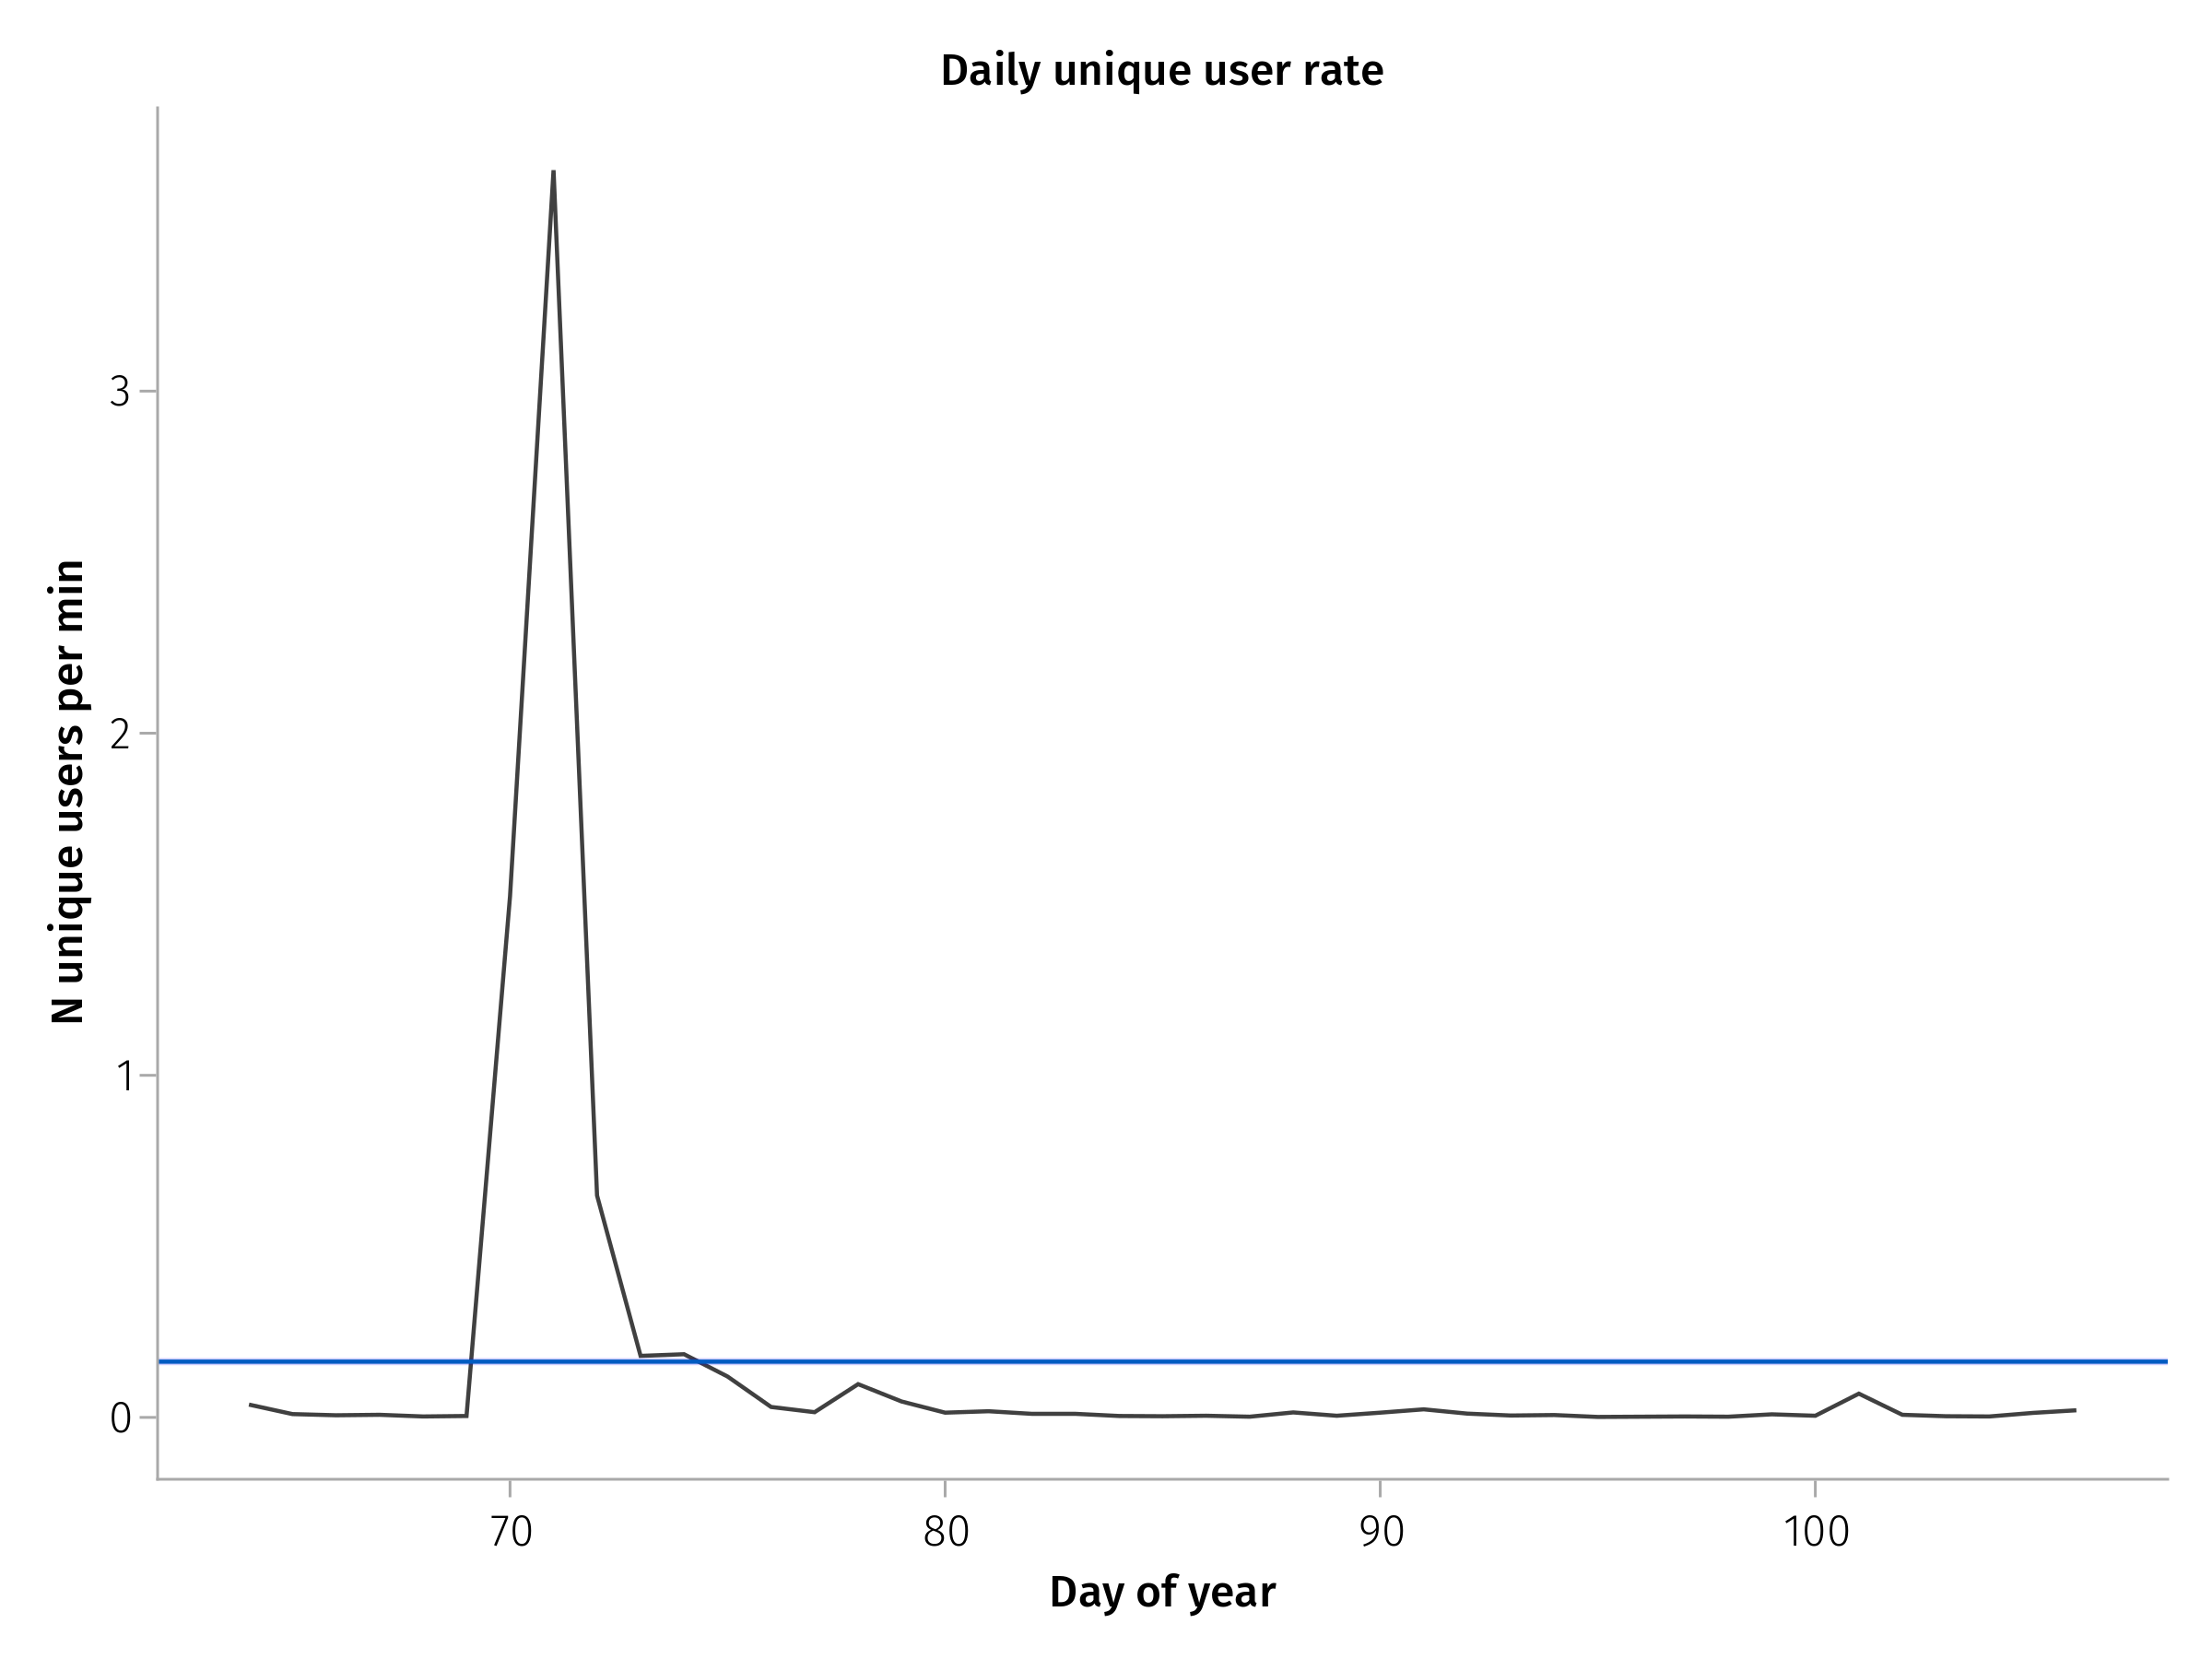 Daily unique user rate
N unique users per min
3
2
1
0
70 80 90 100
Day of year